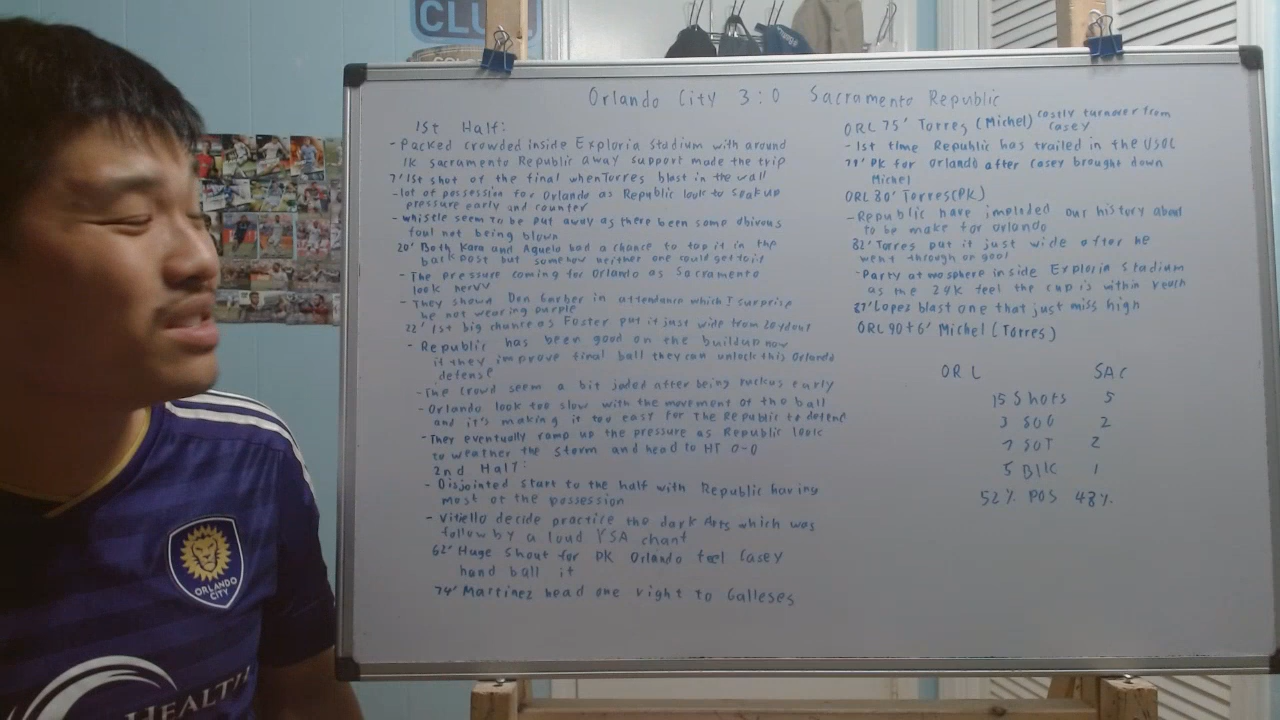 CLU
Orlando City 3:0 Sacramento Republic
1st Half:
- Packed crowded inside Exploria Stadium with around
1K Sacramento Republic away support made the trip
7' 1st shot of the final when Torres blast in the wall
- lot of possession for Orlando as Republic look to soak up
pressure early and counter
- whistle seem to be put away as there been some obivous
foul not being blown
20' Both Kara and Aguelo had a chance to tap it in the
back post but somehow neither one could get to it
- The pressure coming for Orlando as Sacramento
look nervy
- They shown Don Garber in attendance which I surprise
he not wearing purple
22' 1st big chance as Foster put it just wide from 20 yd out
- Republic has been good on the buildup now
if they improve final ball they can unlock this Orlando
defense
- The crowd seem a bit jaded after being ruckus early
- Orlando look too slow with the movement of the ball
and it's making it too easy for the Republic to defend
- They eventually ramp up the pressure as Republic look
to weather the storm and head to HT 0-0
2nd Half:
- Disjointed start to the half with Republic having
most of the possession
- Vitiello decide practice the dark Arts which was
follow by a loud YSA chant
62' Huge shout for PK Orlando feel Casey
hand ball it
74' Martinez head one right to Galleses
ORL 75' Torres (Michel) costly turnover from
Casey
- 1st time Republic has trailed in the USOC
79' PK for Orlando after Casey brought down
Michel
ORL 80' Torres (PK)
- Republic have imploded our history about
to be make for Orlando
82' Torres put it just wide after he
went through on goal
- Party atmosphere inside Exploria Stadium
as the 24K feel the cup is within reach
87' Lopez blast one that just miss high
ORL 90+6' Michel (Torres)
ORL SAC
15 Shots 5
3 SOG 2
7 SOT 2
5 BLK 1
52% POS 48%
ORLANDO
CITY
HEALTH